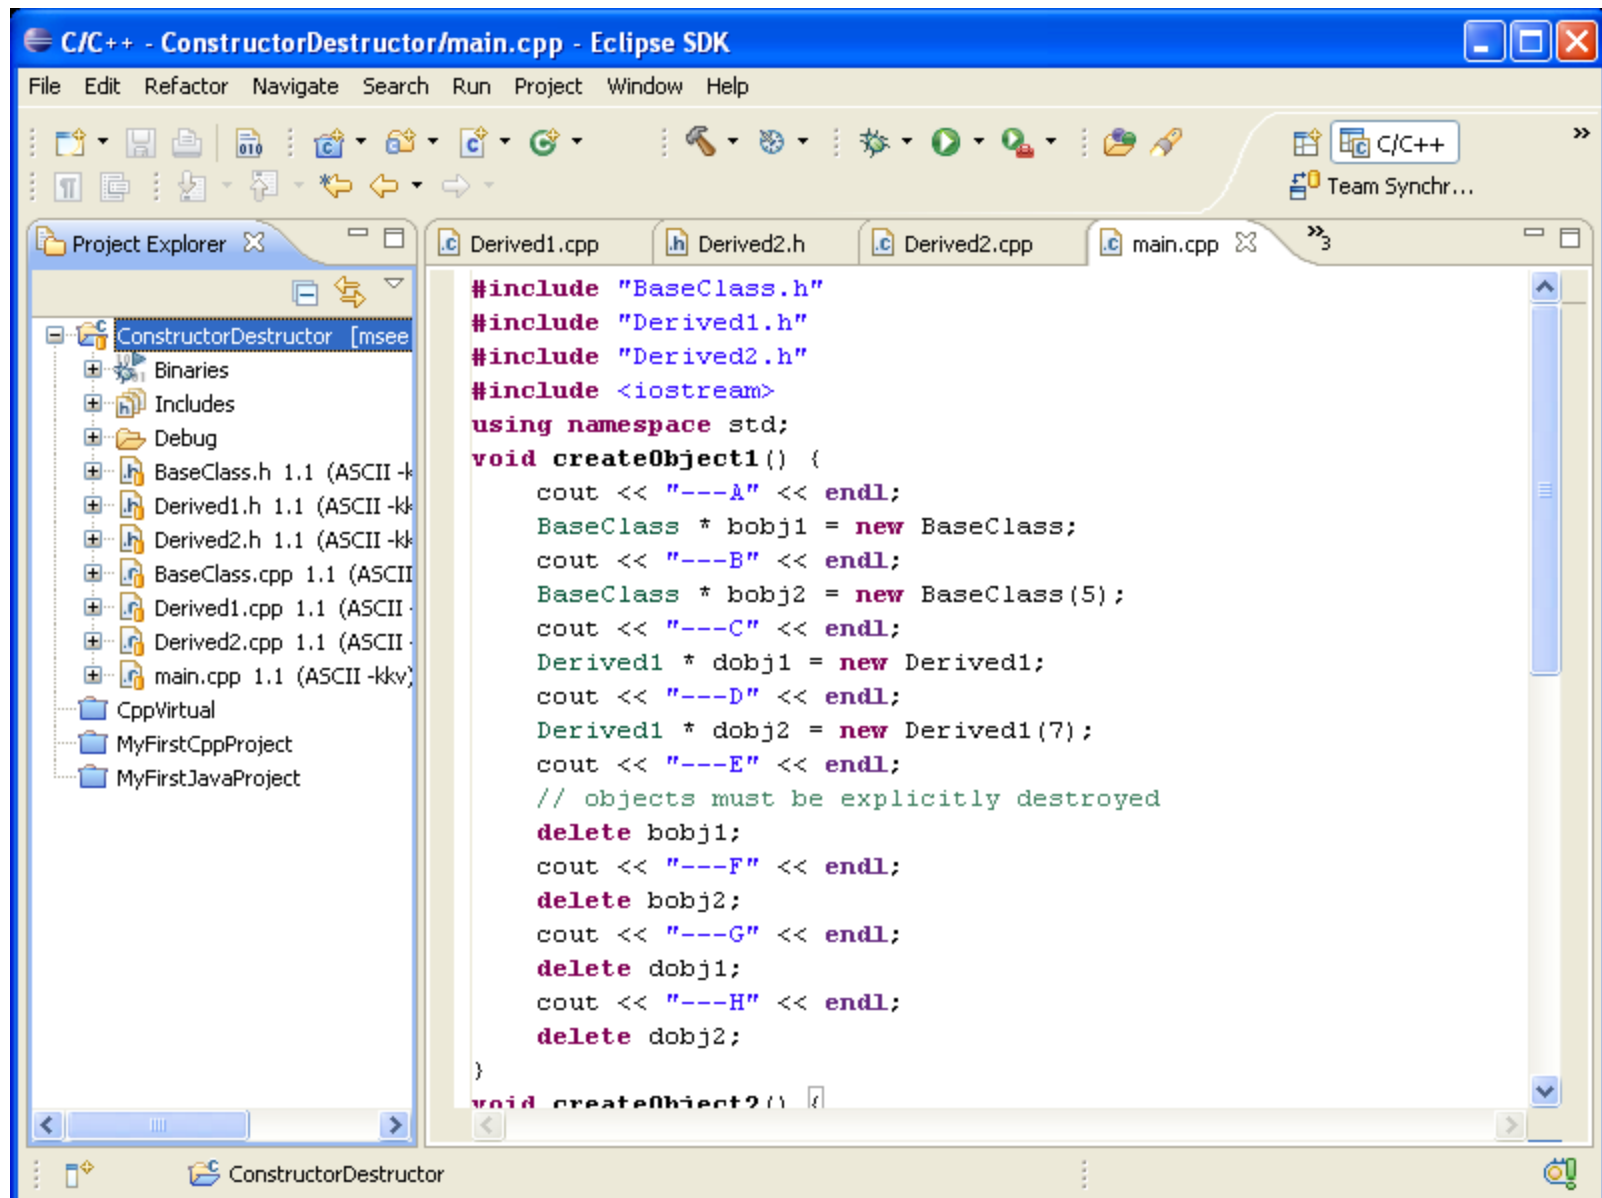 C/C++ - ConstructorDestructor/main.cpp - Eclipse SDK
File Edit Refactor Navigate Search Run Project Window Help
C/C++
Team Synchr...
Project Explorer
ConstructorDestructor [msee
Binaries
Includes
Debug
BaseClass.h 1.1 (ASCII -k
Derived1.h 1.1 (ASCII -kk
Derived2.h 1.1 (ASCII -kk
BaseClass.cpp 1.1 (ASCII
Derived1.cpp 1.1 (ASCII -
Derived2.cpp 1.1 (ASCII -
main.cpp 1.1 (ASCII -kkv)
CppVirtual
MyFirstCppProject
MyFirstJavaProject
Derived1.cpp Derived2.h Derived2.cpp main.cpp »3
#include "BaseClass.h"
#include "Derived1.h"
#include "Derived2.h"
#include <iostream>
using namespace std;
void createObject1() {
cout << "---A" << endl;
BaseClass * bobj1 = new BaseClass;
cout << "---B" << endl;
BaseClass * bobj2 = new BaseClass(5);
cout << "---C" << endl;
Derived1 * dobj1 = new Derived1;
cout << "---D" << endl;
Derived1 * dobj2 = new Derived1(7);
cout << "---E" << endl;
// objects must be explicitly destroyed
delete bobj1;
cout << "---F" << endl;
delete bobj2;
cout << "---G" << endl;
delete dobj1;
cout << "---H" << endl;
delete dobj2;
}
void createObject2() {
ConstructorDestructor